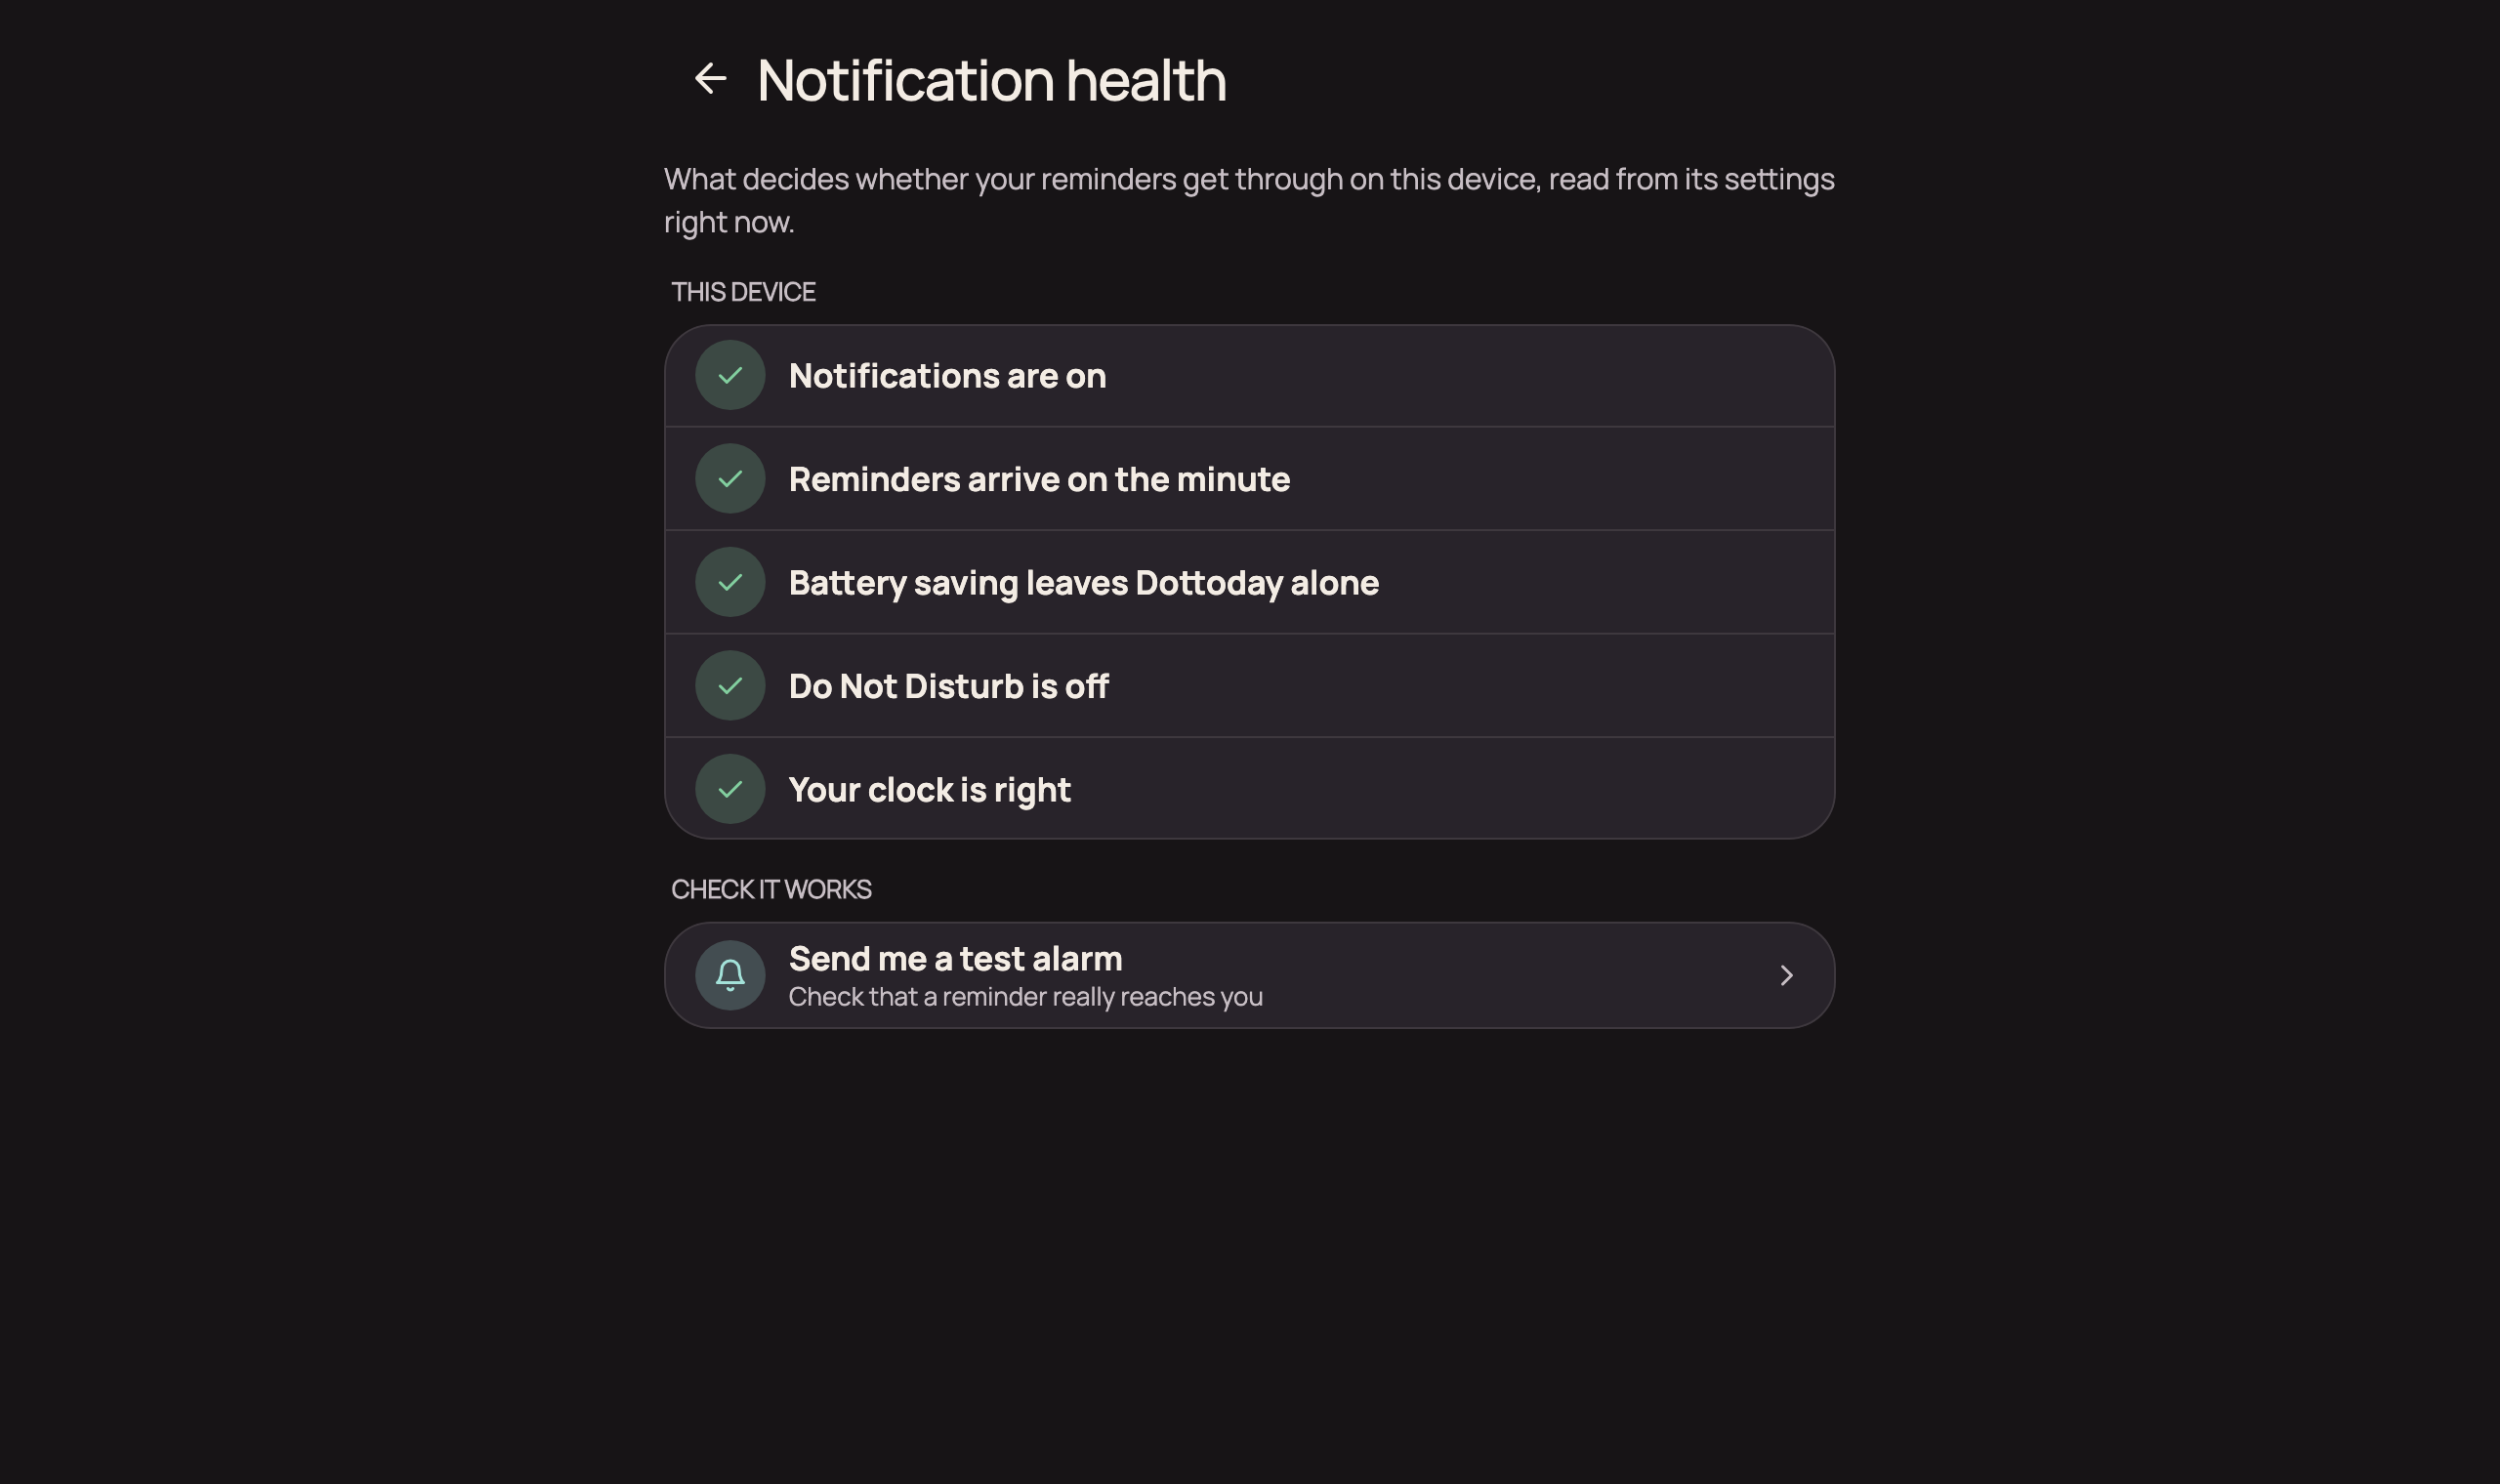 Notification health
What decides whether your reminders get through on this device, read from its settings
right now.
THIS DEVICE
Notifications are on
Reminders arrive on the minute
Battery saving leaves Dottoday alone
Do Not Disturb is off
Your clock is right
CHECK IT WORKS
Send me a test alarm
Check that a reminder really reaches you